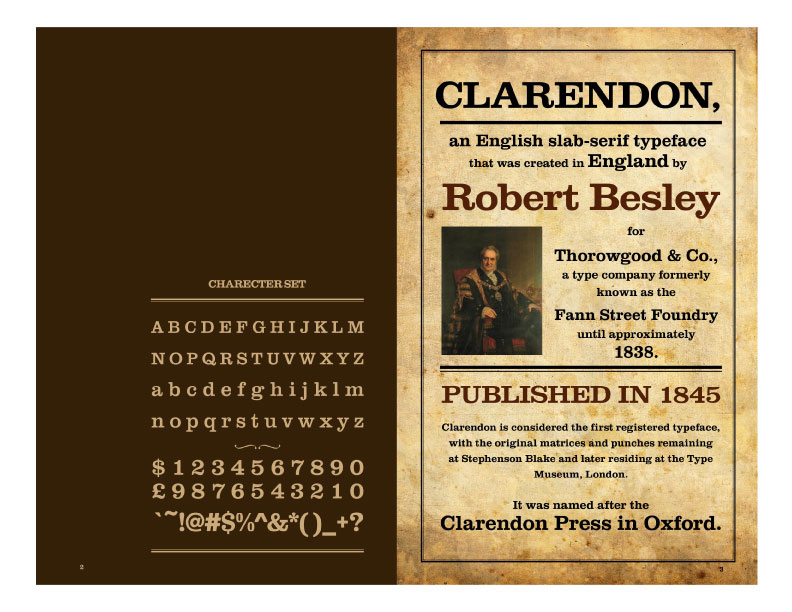 CHARECTER SET
A B C D E F G H I J K L M
N O P Q R S T U V W X Y Z
a b c d e f g h i j k l m
n o p q r s t u v w x y z
$ 1 2 3 4 5 6 7 8 9 0
£ 9 8 7 6 5 4 3 2 1 0
`~!@#$%^&*( )_+?
2
CLARENDON,
an English slab-serif typeface
that was created in England by
Robert Besley
for
Thorowgood & Co.,
a type company formerly
known as the
Fann Street Foundry
until approximately
1838.
PUBLISHED IN 1845
Clarendon is considered the first registered typeface,
with the original matrices and punches remaining
at Stephenson Blake and later residing at the Type
Museum, London.
It was named after the
Clarendon Press in Oxford.
3